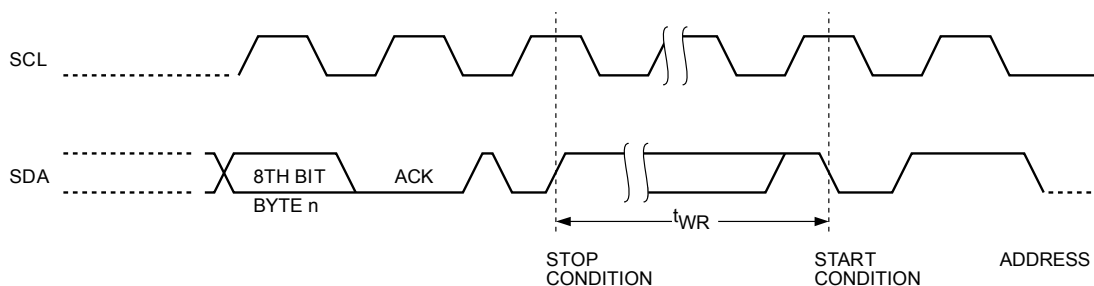 SCL
SDA
8TH BIT
ACK
BYTE n
tWR
STOP
CONDITION
START
CONDITION
ADDRESS